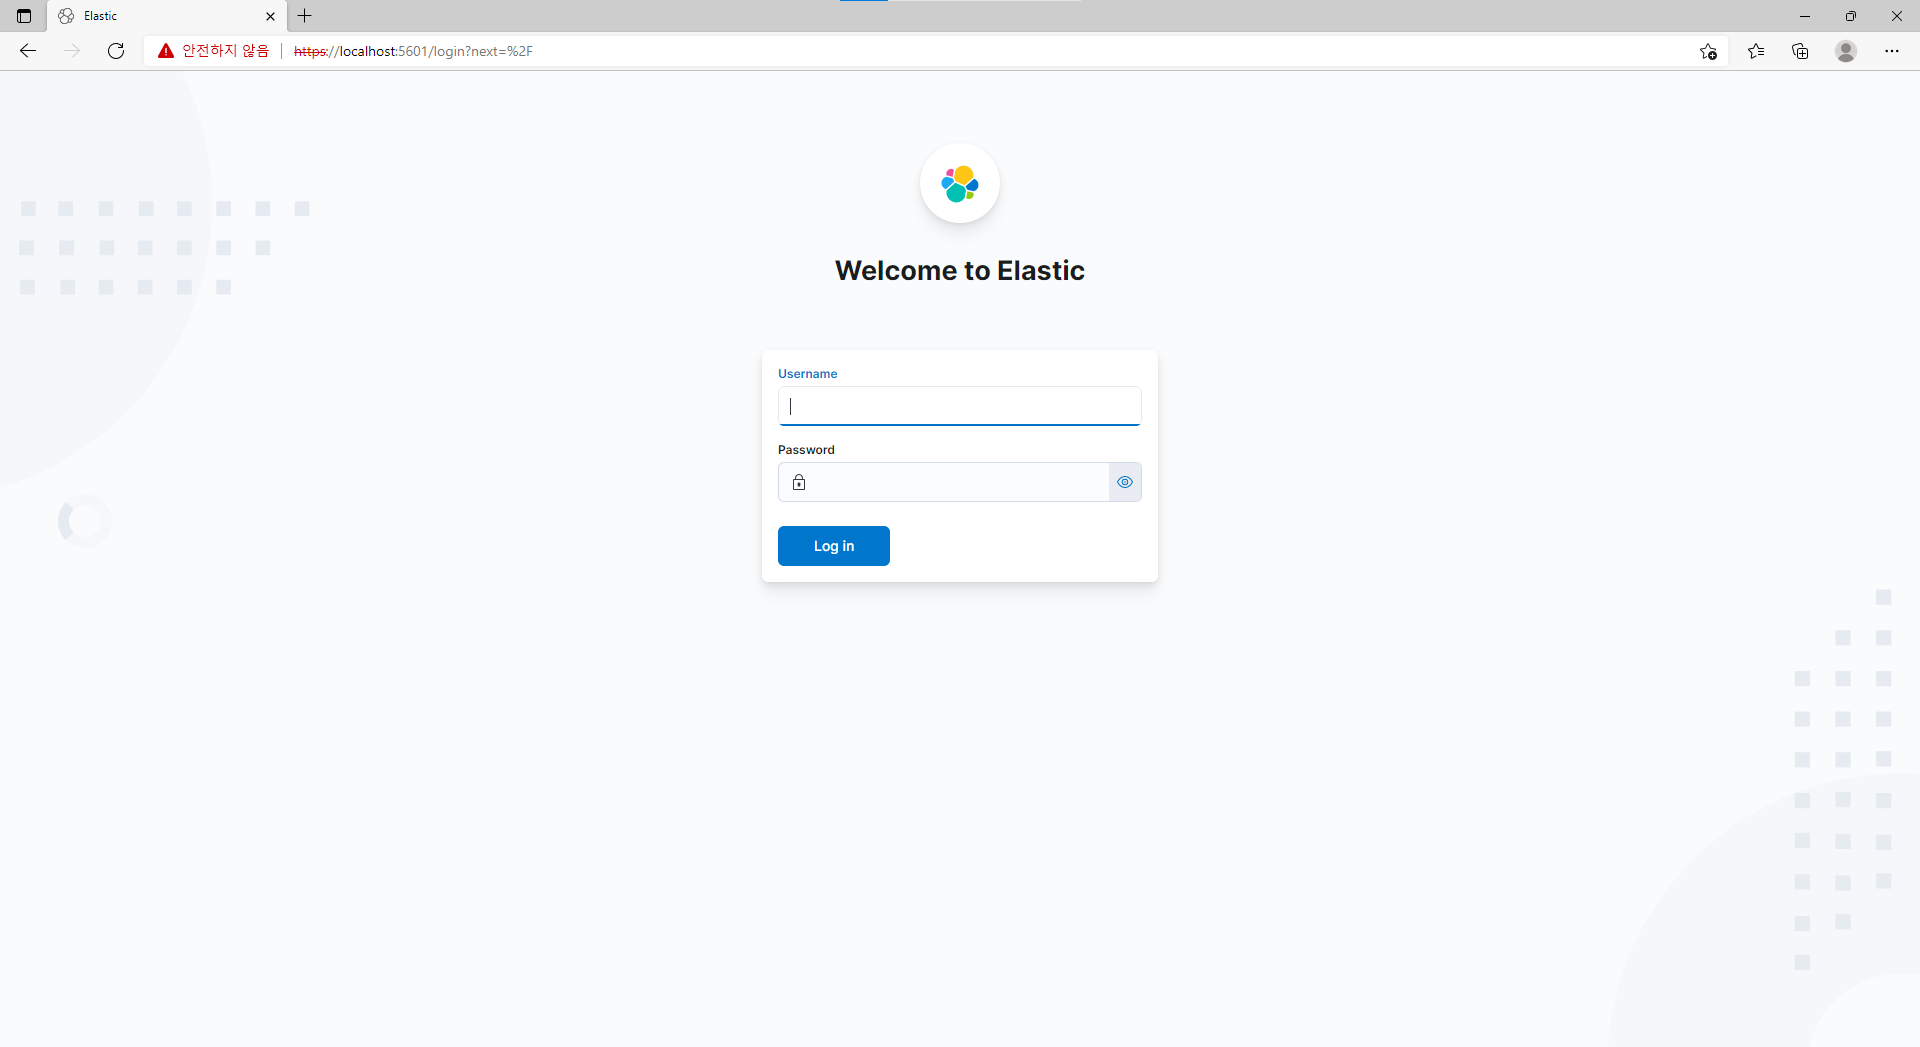 Elastic
안전하지 않음 https://localhost:5601/login?next=%2F
Welcome to Elastic
Username
Password
Log in